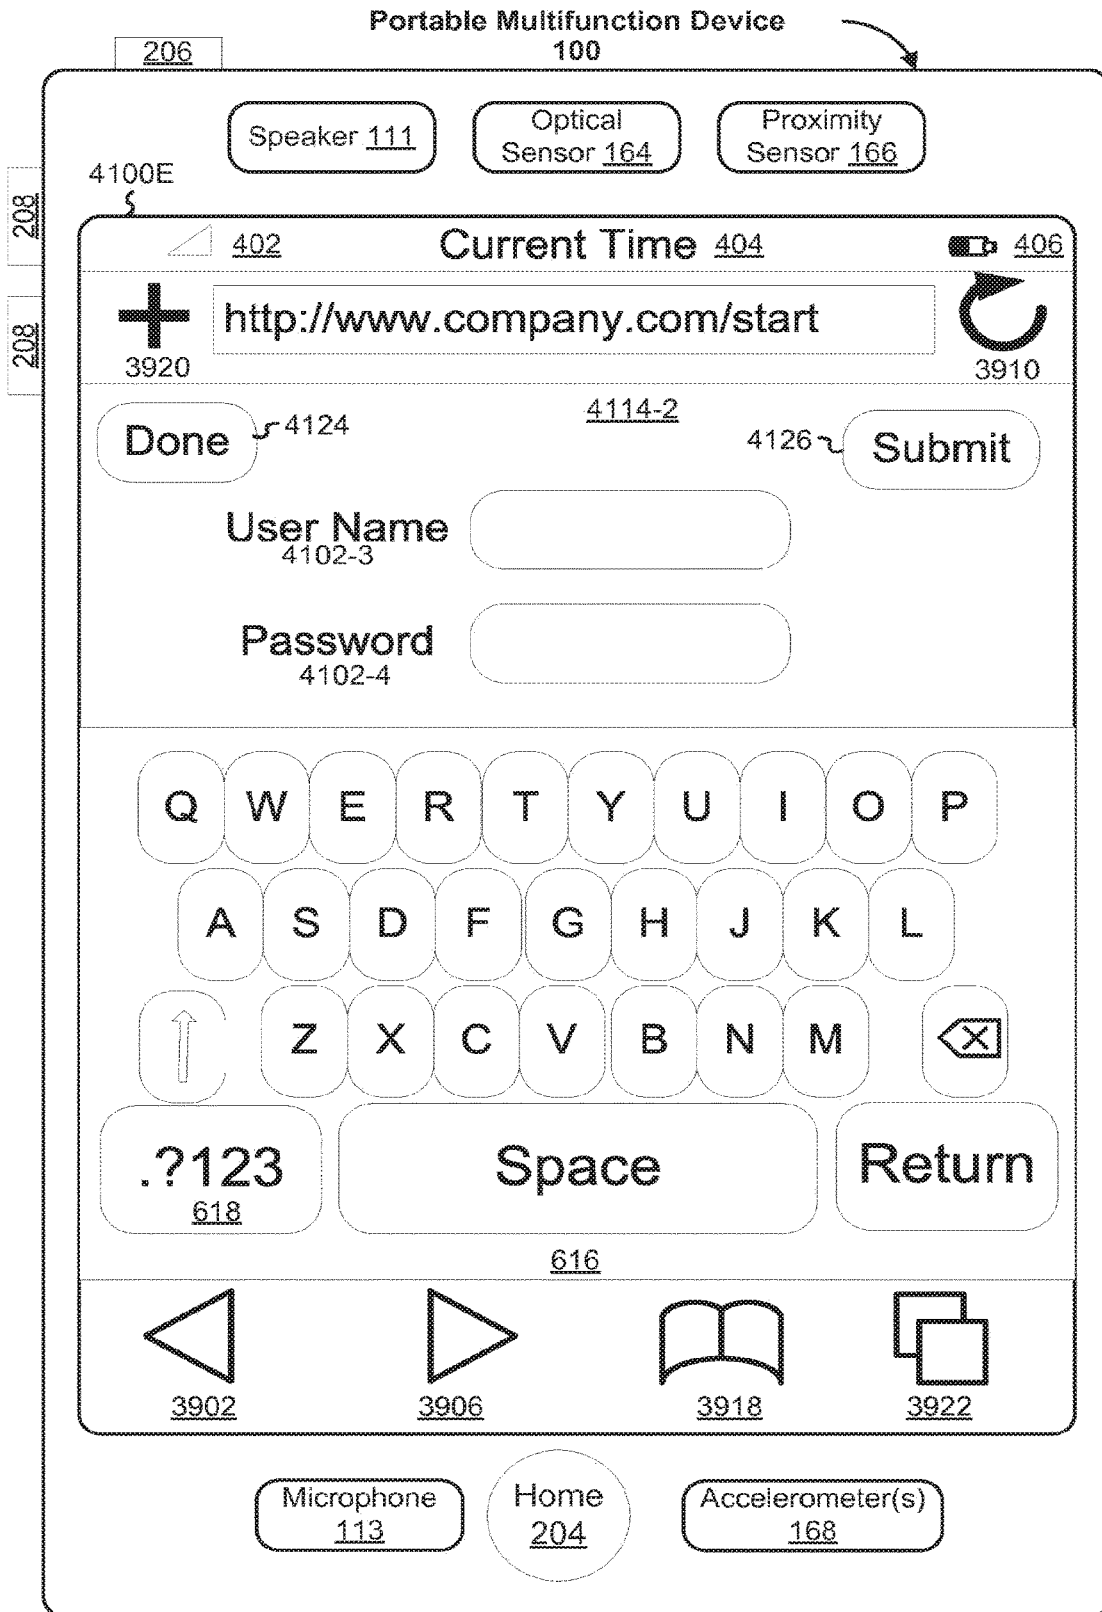 Portable Multifunction Device
100
206
Speaker 111
Optical
Sensor 164
Proximity
Sensor 166
208
208
4100E
402
Current Time 404
406
3920
http://www.company.com/start
3910
4114-2
Done
4124
4126
Submit
User Name
4102-3
Password
4102-4
Q W E R T Y U I O P
A S D F G H J K L
Z X C V B N M
.?123
618
Space
Return
616
3902
3906
3918
3922
Microphone
113
Home
204
Accelerometer(s)
168